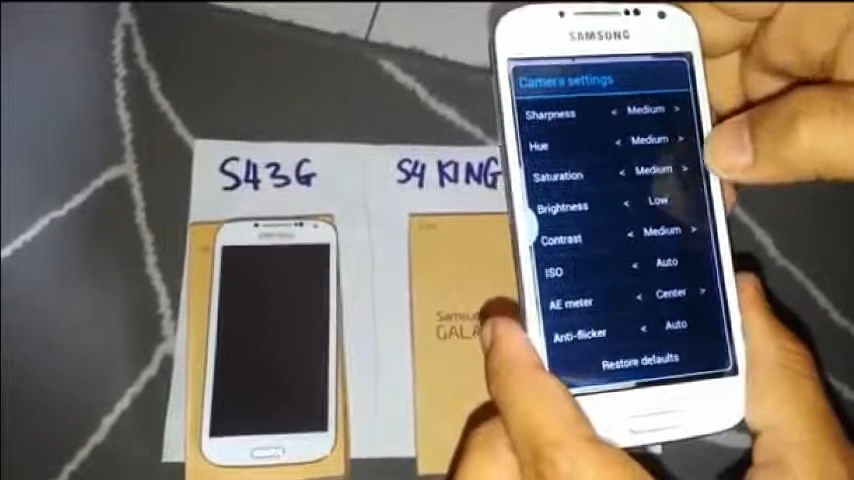 SAMSUNG
Camera settings
Sharpness < Medium >
Hue < Medium >
Saturation < Medium >
Brightness < Low
Contrast < Medium >
ISO < Auto
AE meter < Center >
Anti-flicker < Auto
Restore defaults
S4 3G
S4 KING
GALA